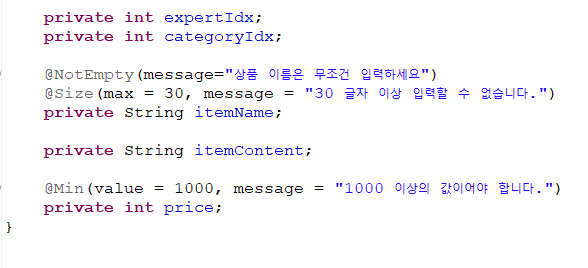 private int expertIdx;
private int categoryIdx;
@NotEmpty(message="상품 이름은 무조건 입력하세요")
@Size(max = 30, message = "30 글자 이상 입력할 수 없습니다.")
private String itemName;
private String itemContent;
@Min(value = 1000, message = "1000 이상의 값이어야 합니다.")
private int price;
}